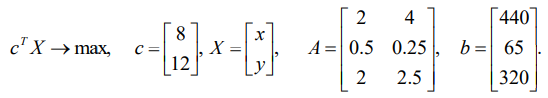 c^T X → max, c = [8; 12], X = [x; y], A = [2 4; 0.5 0.25; 2 2.5], b = [440; 65; 320].